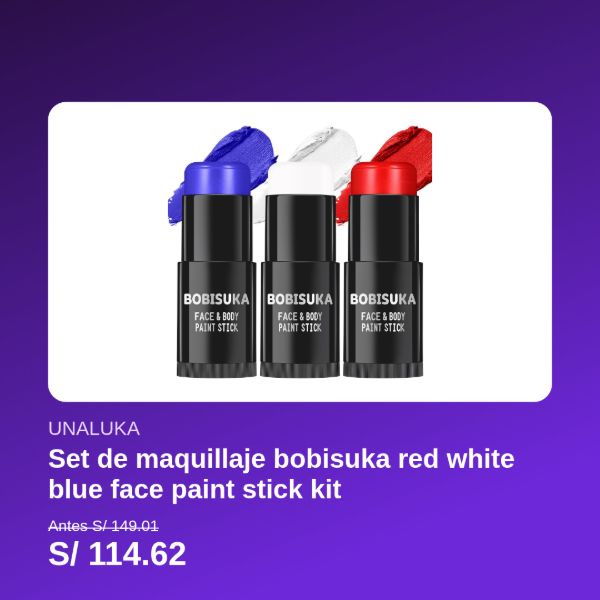 BOBISUKA BOBISUKA BOBISUKA
FACE & BODY FACE & BODY FACE & BODY
PAINT STICK PAINT STICK PAINT STICK
UNALUKA
Set de maquillaje bobisuka red white
blue face paint stick kit
Antes S/ 149.01
S/ 114.62